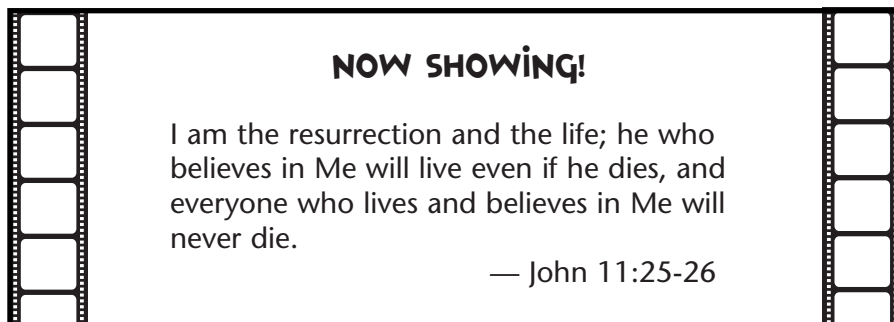 NOW SHOWING!
I am the resurrection and the life; he who
believes in Me will live even if he dies, and
everyone who lives and believes in Me will
never die.
— John 11:25-26